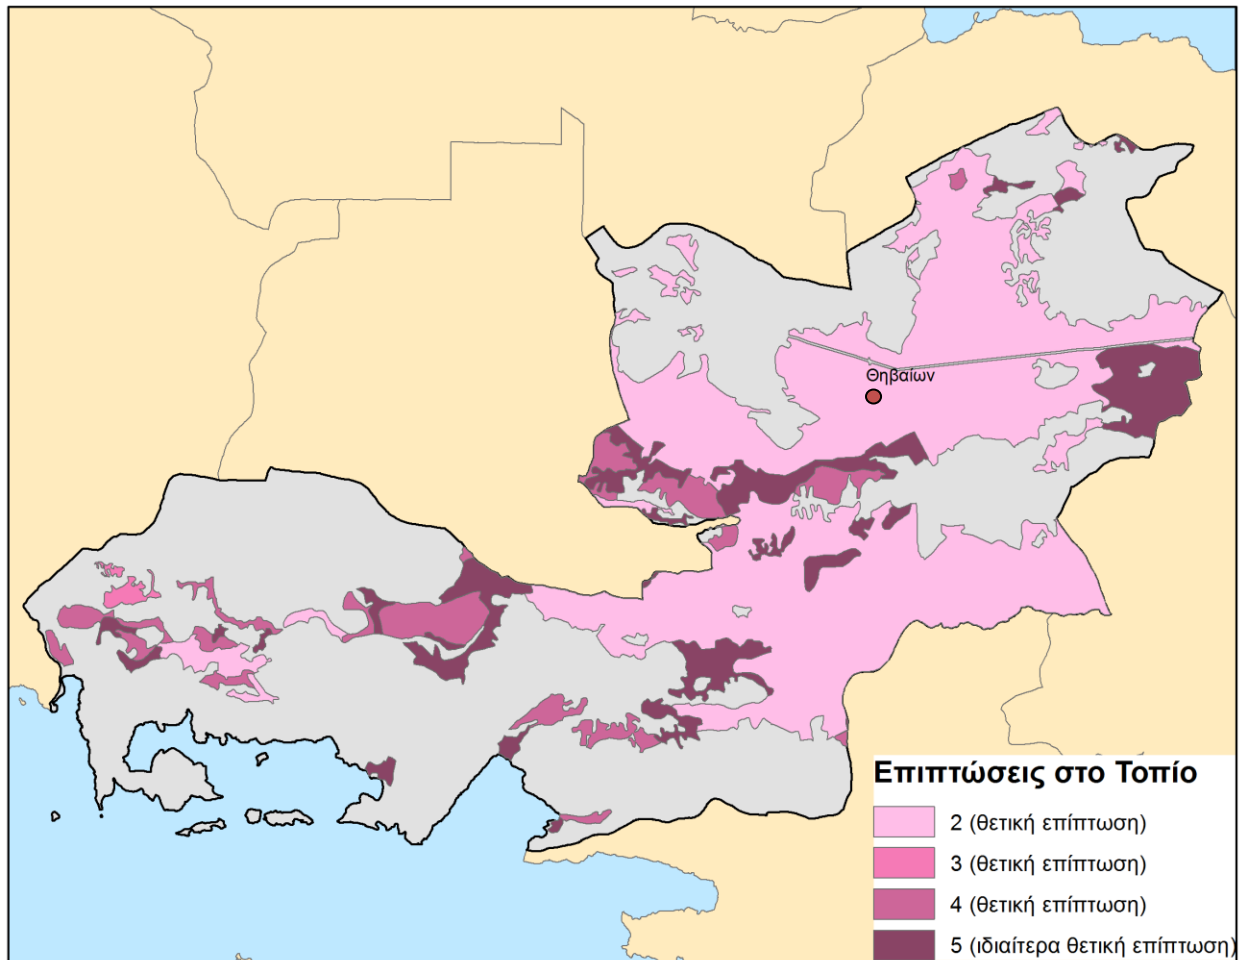 Θηβαίων
Επιπτώσεις στο Τοπίο
2 (θετική επίπτωση)
3 (θετική επίπτωση)
4 (θετική επίπτωση)
5 (ιδιαίτερα θετική επίπτωση)